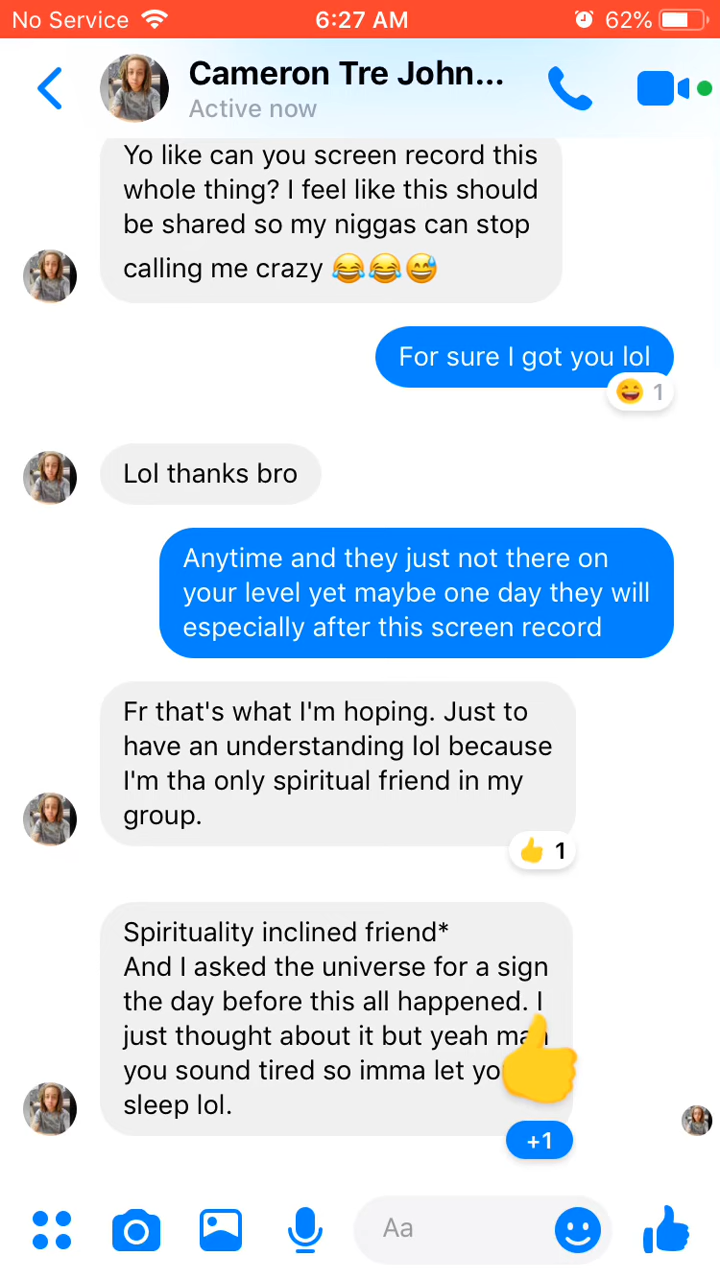 No Service 6:27 AM 62%
Cameron Tre John...
Active now
Yo like can you screen record this
whole thing? I feel like this should
be shared so my niggas can stop
calling me crazy 😂😂😅
For sure I got you lol
😄 1
Lol thanks bro
Anytime and they just not there on
your level yet maybe one day they will
especially after this screen record
Fr that's what I'm hoping. Just to
have an understanding lol because
I'm tha only spiritual friend in my
group.
👍 1
Spirituality inclined friend*
And I asked the universe for a sign
the day before this all happened. I
just thought about it but yeah man
you sound tired so imma let yo
sleep lol.
+1
Aa